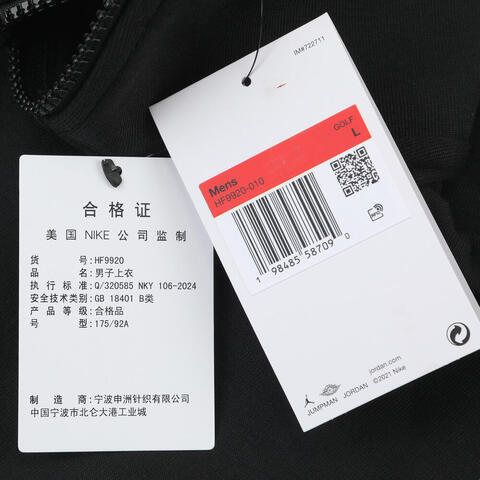 合格证
美国 NIKE 公司监制
货 号:HF9920
品 名:男子上衣
执 行 标 准:Q/320585 NKY 106-2024
安全技术类别:GB 18401 B类
产 品 等 级:合格品
号 型:175/92A
制 造 商:宁波申洲针织有限公司
中国宁波市北仑大港工业城
IM#722711
GOLF
L
Mens
HF9920-010
1 98485 58709 0
jordan.com
©2021 Nike
JUMPMAN JORDAN
L